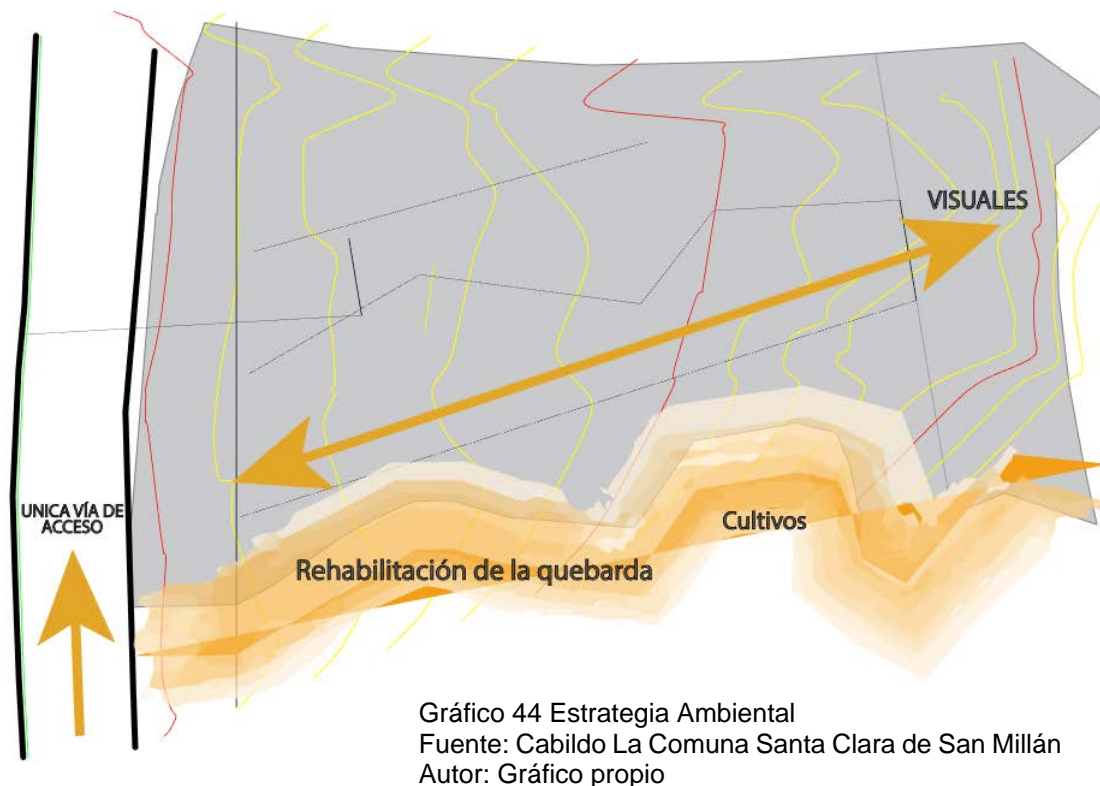 VISUALES
UNICA VÍA DE
ACCESO
Cultivos
Rehabilitación de la quebarda
Gráfico 44 Estrategia Ambiental
Fuente: Cabildo La Comuna Santa Clara de San Millán
Autor: Gráfico propio